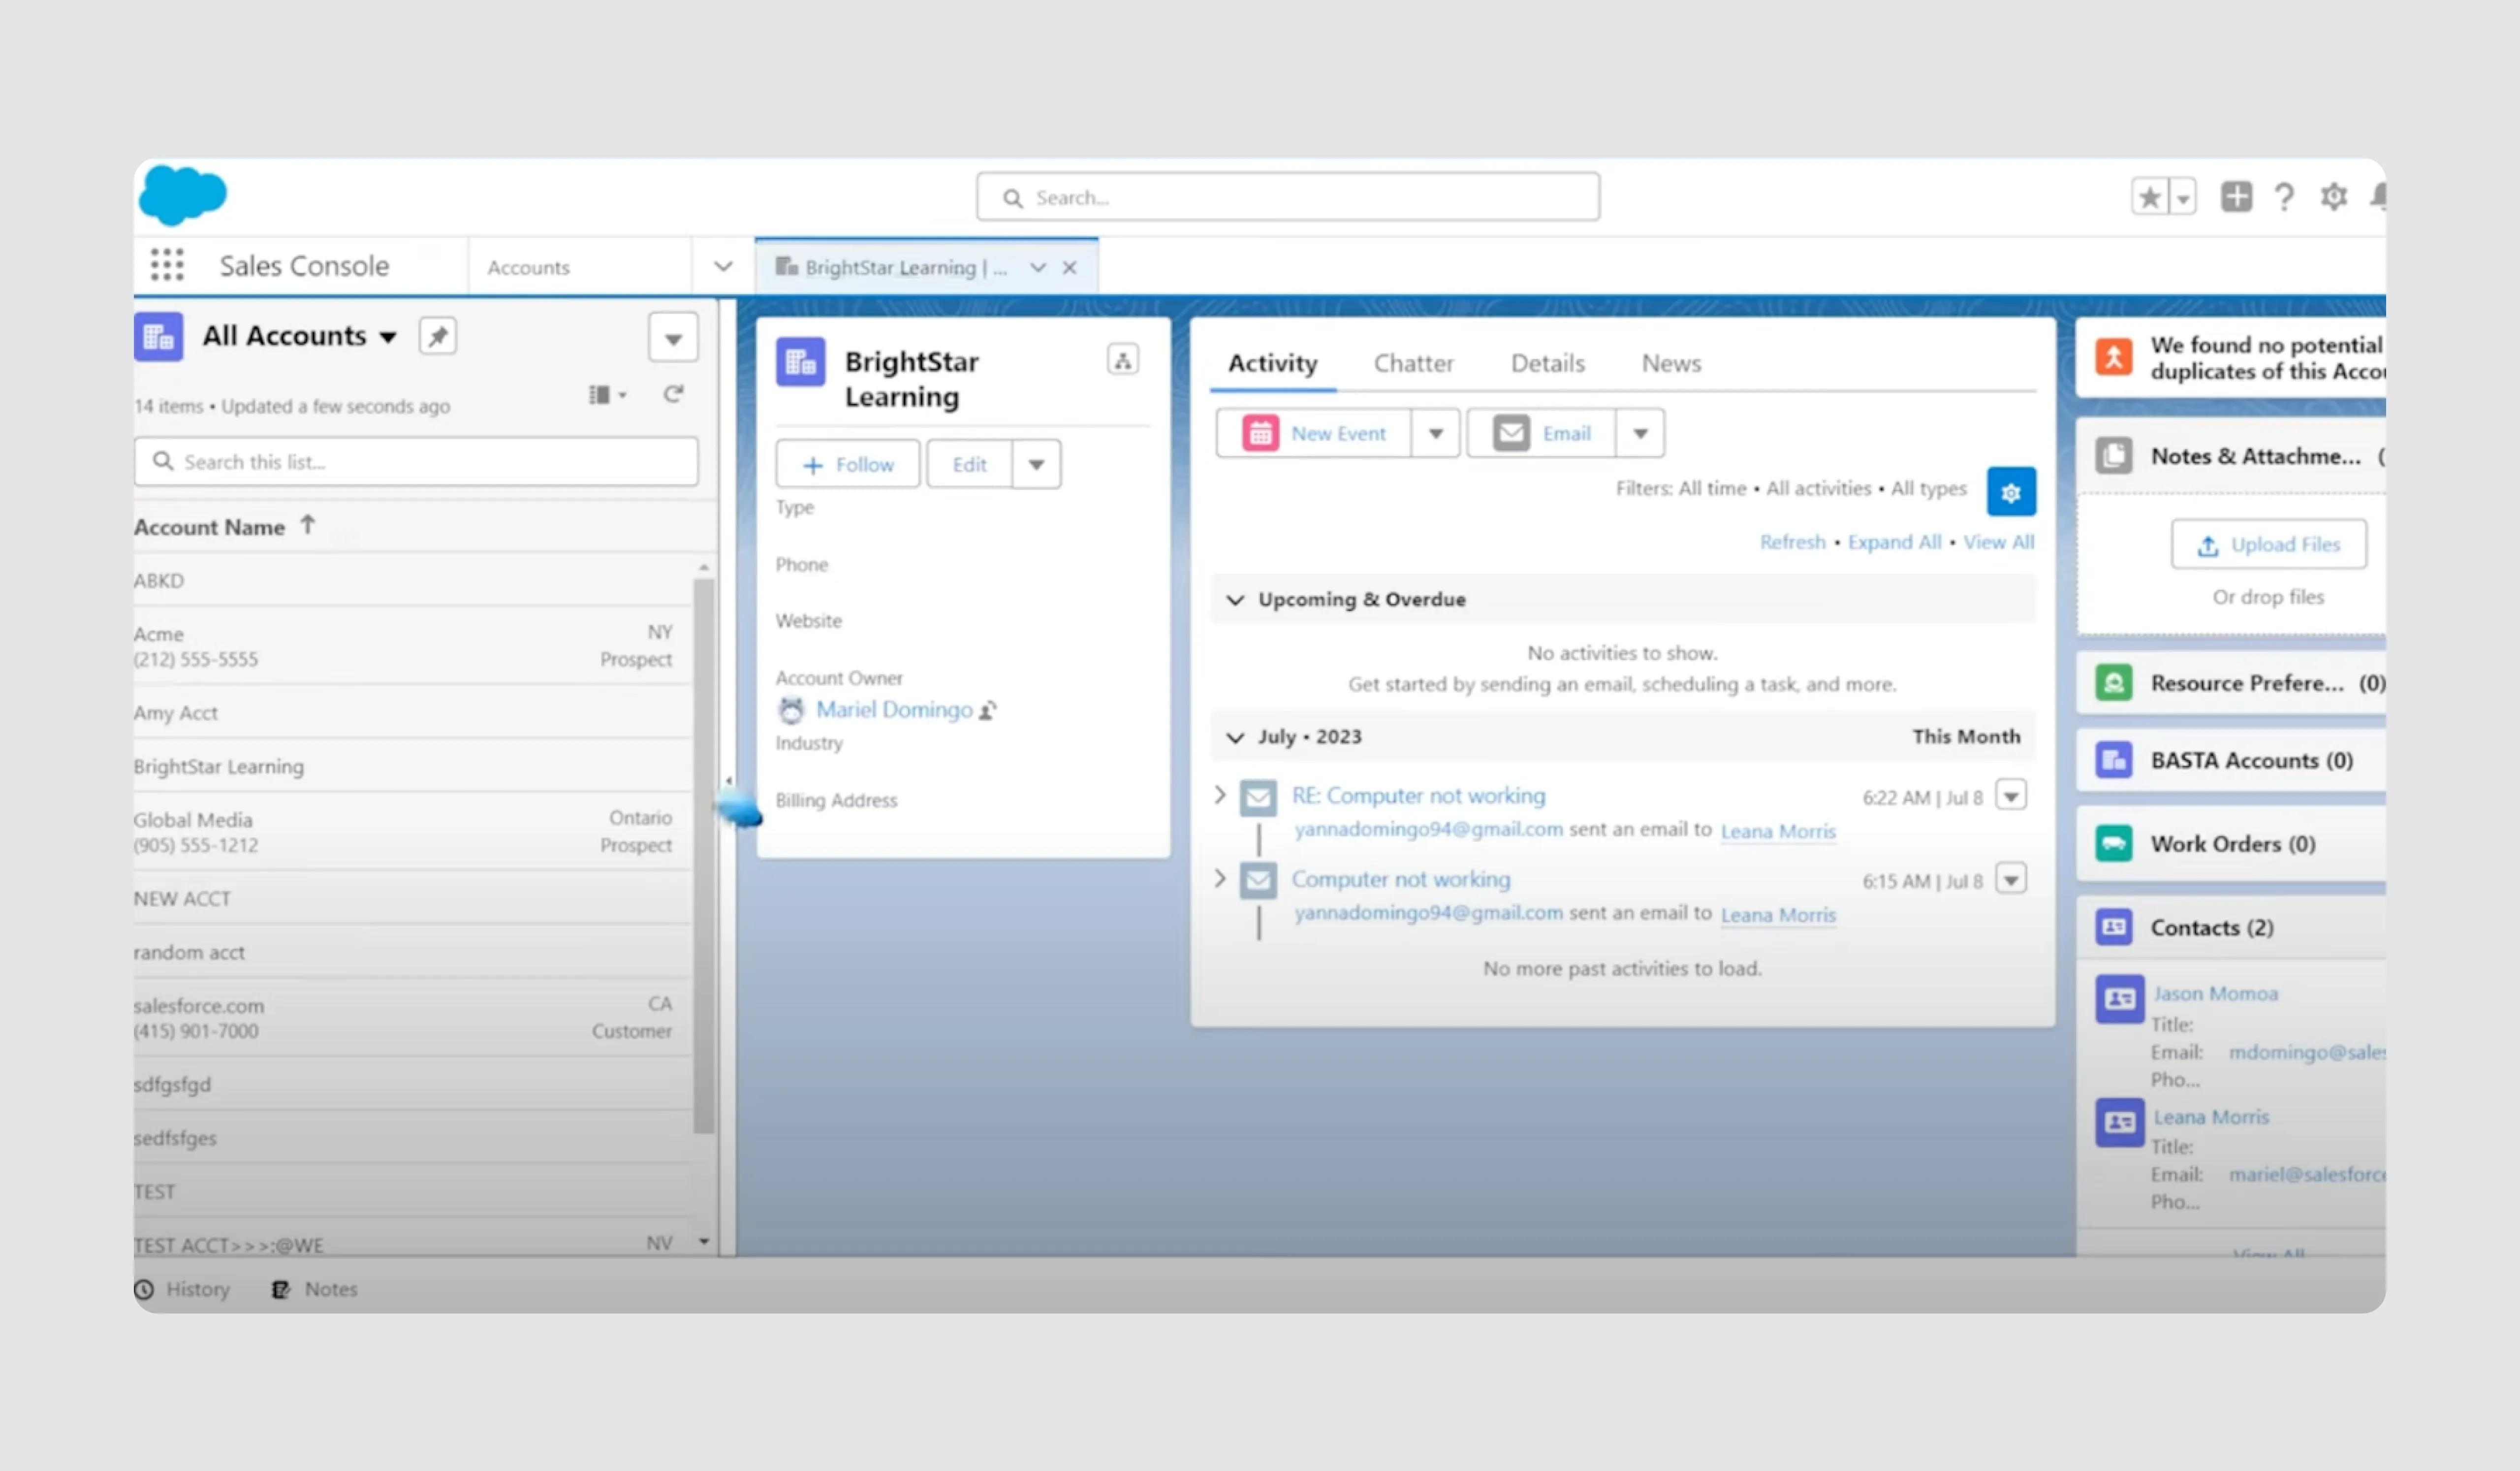 Search...
Sales Console
Accounts
BrightStar Learning | ...
All Accounts
14 items • Updated a few seconds ago
Search this list...
Account Name
ABKD
Acme NY
(212) 555-5555 Prospect
Amy Acct
BrightStar Learning
Global Media Ontario
(905) 555-1212 Prospect
NEW ACCT
random acct
salesforce.com CA
(415) 901-7000 Customer
sdfgsfgd
sedfsfges
TEST
TEST ACCT>>>:@WE NV
History Notes
BrightStar
Learning
Follow Edit
Type
Phone
Website
Account Owner
Mariel Domingo
Industry
Billing Address
Activity Chatter Details News
New Event Email
Filters: All time • All activities • All types
Refresh • Expand All • View All
Upcoming & Overdue
No activities to show.
Get started by sending an email, scheduling a task, and more.
July • 2023 This Month
RE: Computer not working 6:22 AM | Jul 8
yannadomingo94@gmail.com sent an email to Leana Morris
Computer not working 6:15 AM | Jul 8
yannadomingo94@gmail.com sent an email to Leana Morris
No more past activities to load.
We found no potential
duplicates of this Accou
Notes & Attachme... (
Upload Files
Or drop files
Resource Prefere... (0)
BASTA Accounts (0)
Work Orders (0)
Contacts (2)
Jason Momoa
Title:
Email: mdomingo@sales
Pho...
Leana Morris
Title:
Email: mariel@salesforce
Pho...
View All